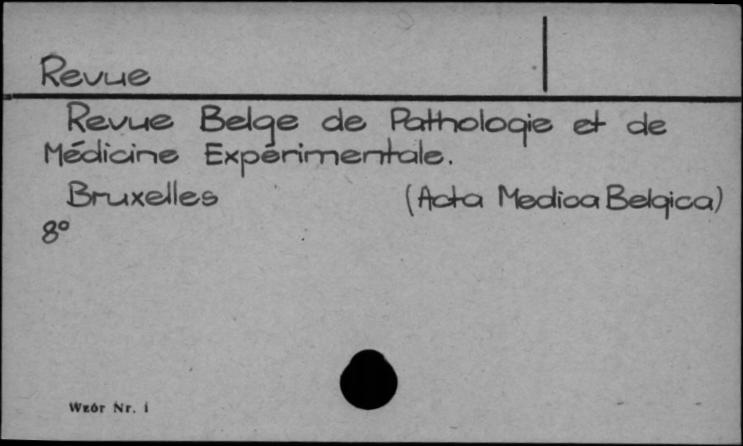 Revue
Revue Belge de Pathologie et de
Médicine Expérimentale.
Bruxelles (Acta Medica Belgica)
8°
Wzór Nr. 1